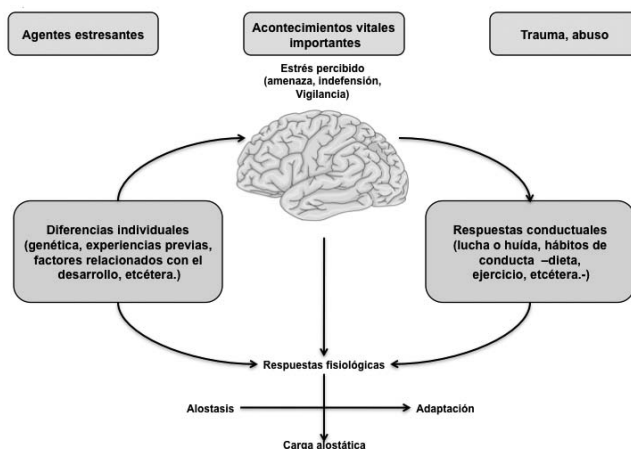 Agentes estresantes
Acontecimientos vitales
importantes
Trauma, abuso
Estrés percibido
(amenaza, indefensión,
Vigilancia)
Diferencias individuales
(genética, experiencias previas,
factores relacionados con el
desarrollo, etcétera.)
Respuestas conductuales
(lucha o huída, hábitos de
conducta –dieta,
ejercicio, etcétera.-)
Respuestas fisiológicas
Alostasis
Adaptación
Carga alostática